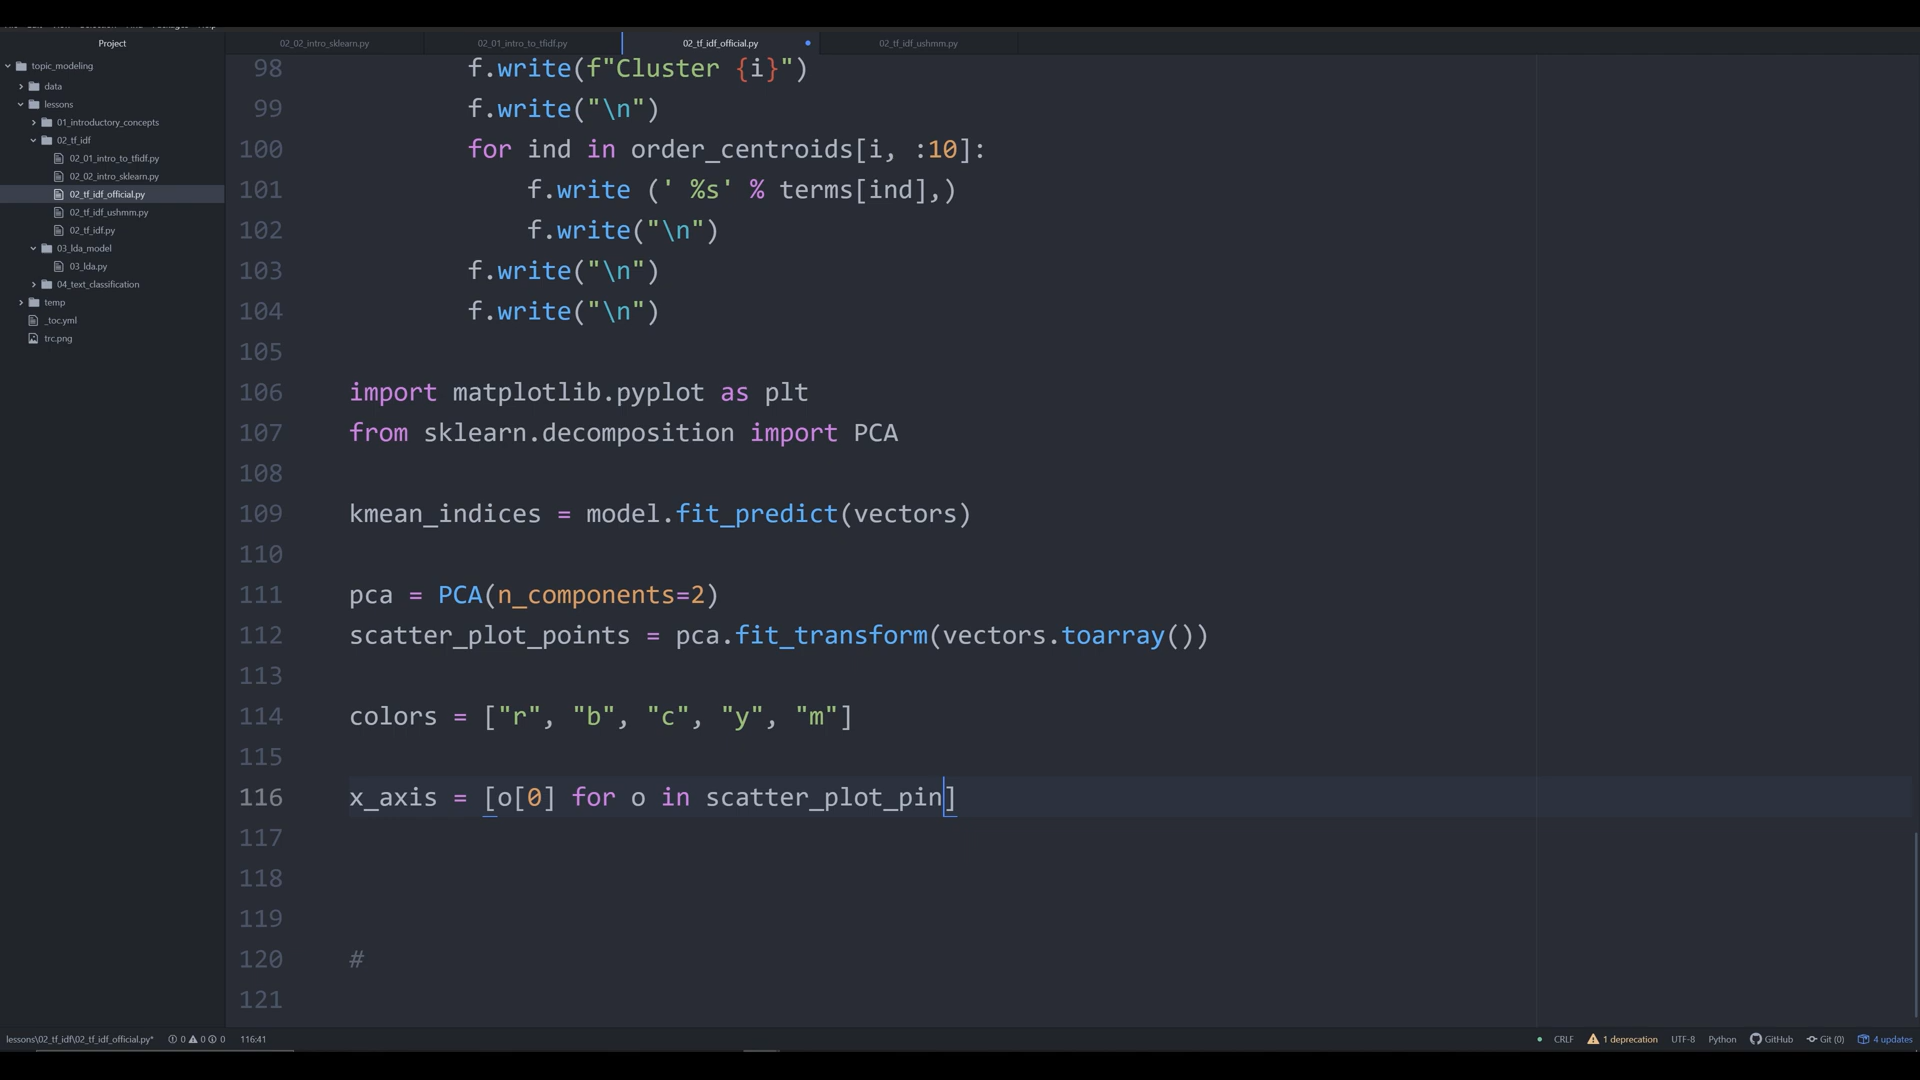 Project
02_02_intro_sklearn.py
02_01_intro_to_tfidf.py
02_tf_idf_official.py
02_tf_idf_ushmm.py
topic_modeling
data
lessons
01_introductory_concepts
02_tf_idf
02_01_intro_to_tfidf.py
02_02_intro_sklearn.py
02_tf_idf_official.py
02_tf_idf_ushmm.py
02_tf_idf.py
03_lda_model
03_lda.py
04_text_classification
temp
_toc.yml
trc.png
98 f.write(f"Cluster {i}")
99 f.write("\n")
100 for ind in order_centroids[i, :10]:
101 f.write (' %s' % terms[ind],)
102 f.write("\n")
103 f.write("\n")
104 f.write("\n")
105
106 import matplotlib.pyplot as plt
107 from sklearn.decomposition import PCA
108
109 kmean_indices = model.fit_predict(vectors)
110
111 pca = PCA(n_components=2)
112 scatter_plot_points = pca.fit_transform(vectors.toarray())
113
114 colors = ["r", "b", "c", "y", "m"]
115
116 x_axis = [o[0] for o in scatter_plot_pin]
117
118
119
120 #
121
lessons\02_tf_idf\02_tf_idf_official.py* 0 0 0 116:41
CRLF 1 deprecation UTF-8 Python GitHub Git (0) 4 updates